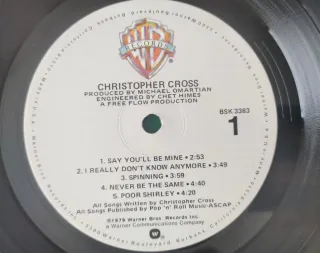 WARNER BROS
RECORDS
CHRISTOPHER CROSS
PRODUCED BY MICHAEL OMARTIAN
ENGINEERED BY CHET HIMES
A FREE FLOW PRODUCTION
BSK 3383
1
1. SAY YOU'LL BE MINE • 2:53
2. I REALLY DON'T KNOW ANYMORE • 3:49
3. SPINNING • 3:59
4. NEVER BE THE SAME • 4:40
5. POOR SHIRLEY • 4:20
All Songs Written by Christopher Cross
All Songs Published by Pop 'n' Roll Music-ASCAP
©1979 Warner Bros. Records Inc.
a Warner Communications Company